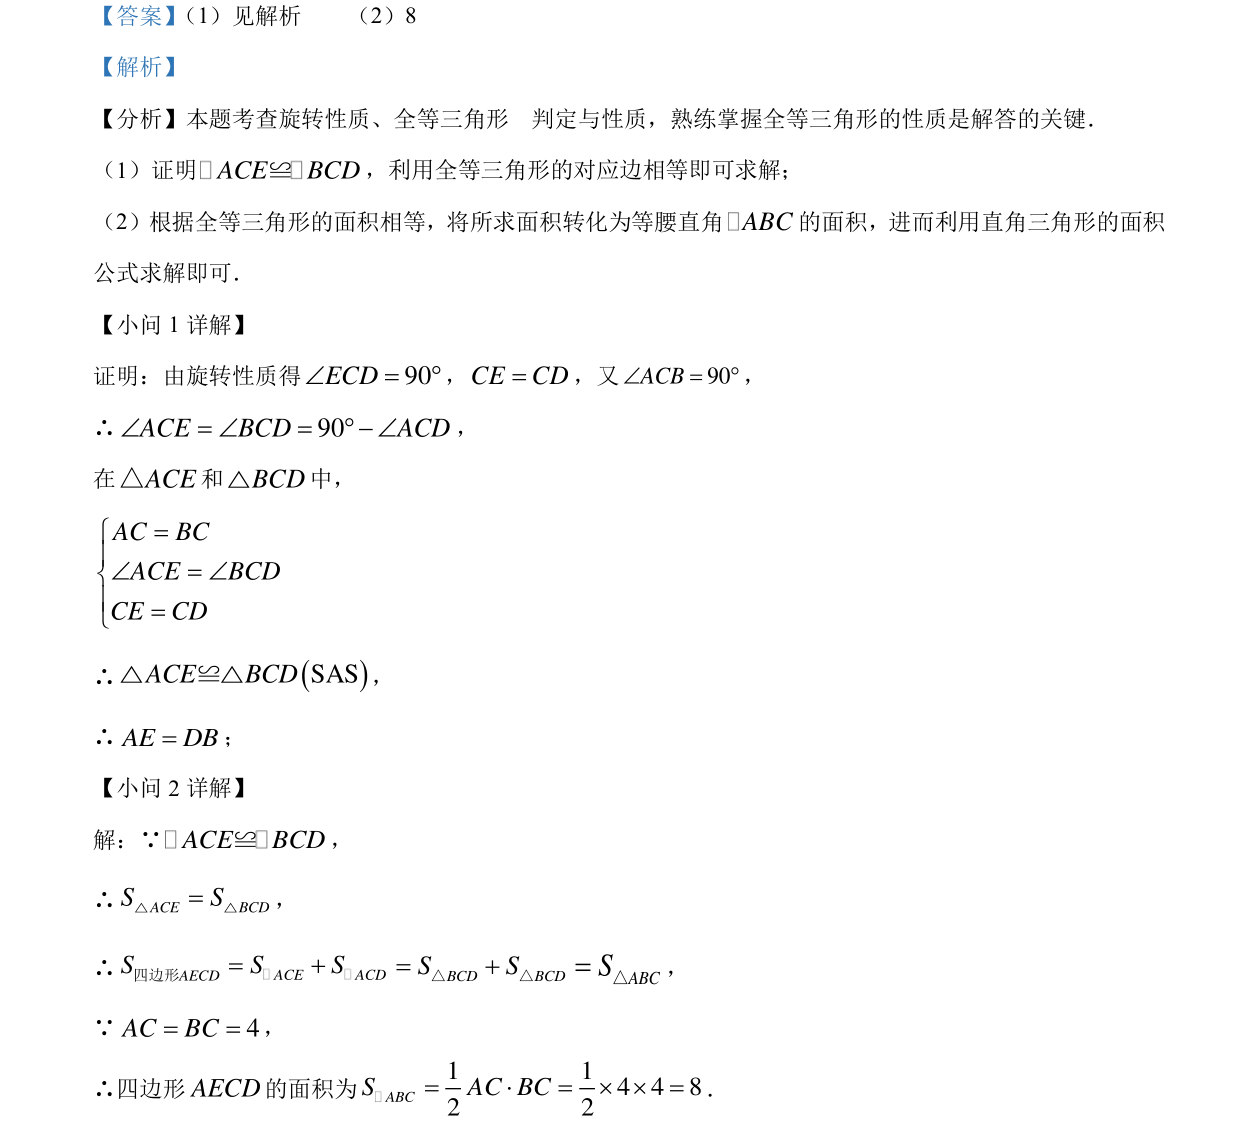 【答案】（1）见解析 （2）8
【解析】
【分析】本题考查旋转性质、全等三角形 判定与性质，熟练掌握全等三角形的性质是解答的关键．
（1）证明□ACE≌□BCD，利用全等三角形的对应边相等即可求解；
（2）根据全等三角形的面积相等，将所求面积转化为等腰直角□ABC的面积，进而利用直角三角形的面积
公式求解即可．
【小问 1 详解】
证明：由旋转性质得∠ECD=90°，CE=CD，又∠ACB=90°，
∴∠ACE=∠BCD=90°−∠ACD，
在△ACE和△BCD中，
{AC=BC
∠ACE=∠BCD
CE=CD
∴△ACE≌△BCD(SAS)，
∴AE=DB；
【小问 2 详解】
解：∵□ACE≌□BCD，
∴S△ACE=S△BCD，
∴S四边形AECD=S□ACE+S□ACD=S△BCD+S△BCD=S△ABC，
∵AC=BC=4，
∴四边形AECD的面积为S□ABC=1/2AC·BC=1/2×4×4=8．